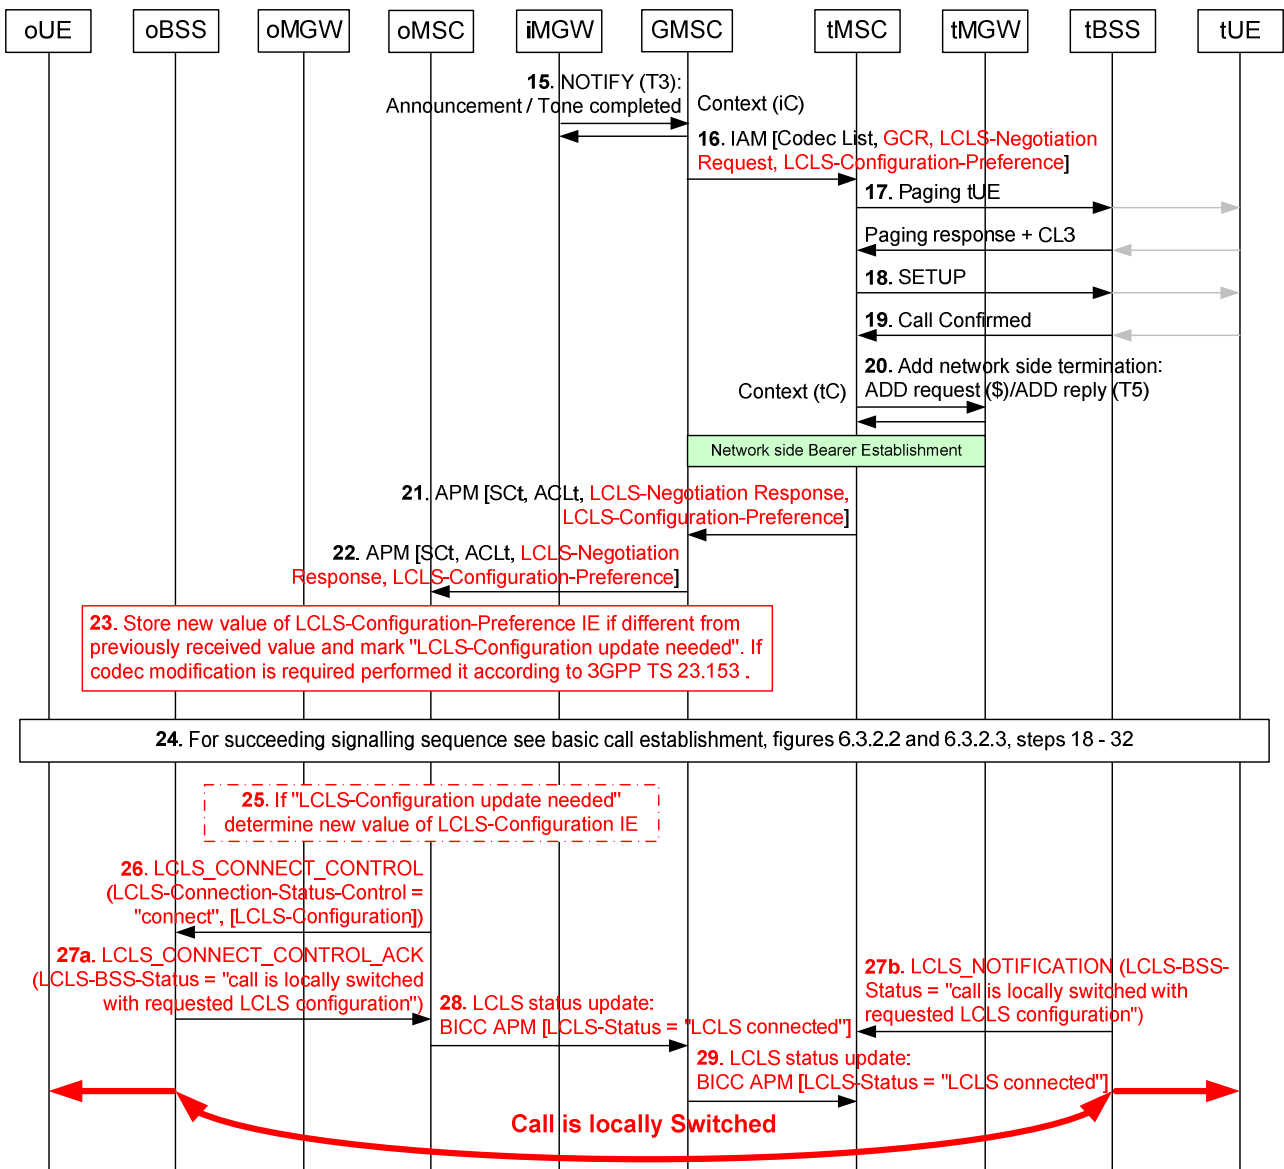 oUE oBSS oMGW oMSC iMGW GMSC tMSC tMGW tBSS tUE
15. NOTIFY (T3):
Announcement / Tone completed
Context (iC)
16. IAM [Codec List, GCR, LCLS-Negotiation
Request, LCLS-Configuration-Preference]
17. Paging tUE
Paging response + CL3
18. SETUP
19. Call Confirmed
20. Add network side termination:
ADD request ($)/ADD reply (T5)
Context (tC)
Network side Bearer Establishment
21. APM [SCt, ACLt, LCLS-Negotiation Response,
LCLS-Configuration-Preference]
22. APM [SCt, ACLt, LCLS-Negotiation
Response, LCLS-Configuration-Preference]
23. Store new value of LCLS-Configuration-Preference IE if different from
previously received value and mark "LCLS-Configuration update needed". If
codec modification is required performed it according to 3GPP TS 23.153 .
24. For succeeding signalling sequence see basic call establishment, figures 6.3.2.2 and 6.3.2.3, steps 18 - 32
25. If "LCLS-Configuration update needed"
determine new value of LCLS-Configuration IE
26. LCLS_CONNECT_CONTROL
(LCLS-Connection-Status-Control =
"connect", [LCLS-Configuration])
27a. LCLS_CONNECT_CONTROL_ACK
(LCLS-BSS-Status = "call is locally switched
with requested LCLS configuration")
27b. LCLS_NOTIFICATION (LCLS-BSS-
Status = "call is locally switched with
requested LCLS configuration")
28. LCLS status update:
BICC APM [LCLS-Status = "LCLS connected"]
29. LCLS status update:
BICC APM [LCLS-Status = "LCLS connected"]
Call is locally Switched